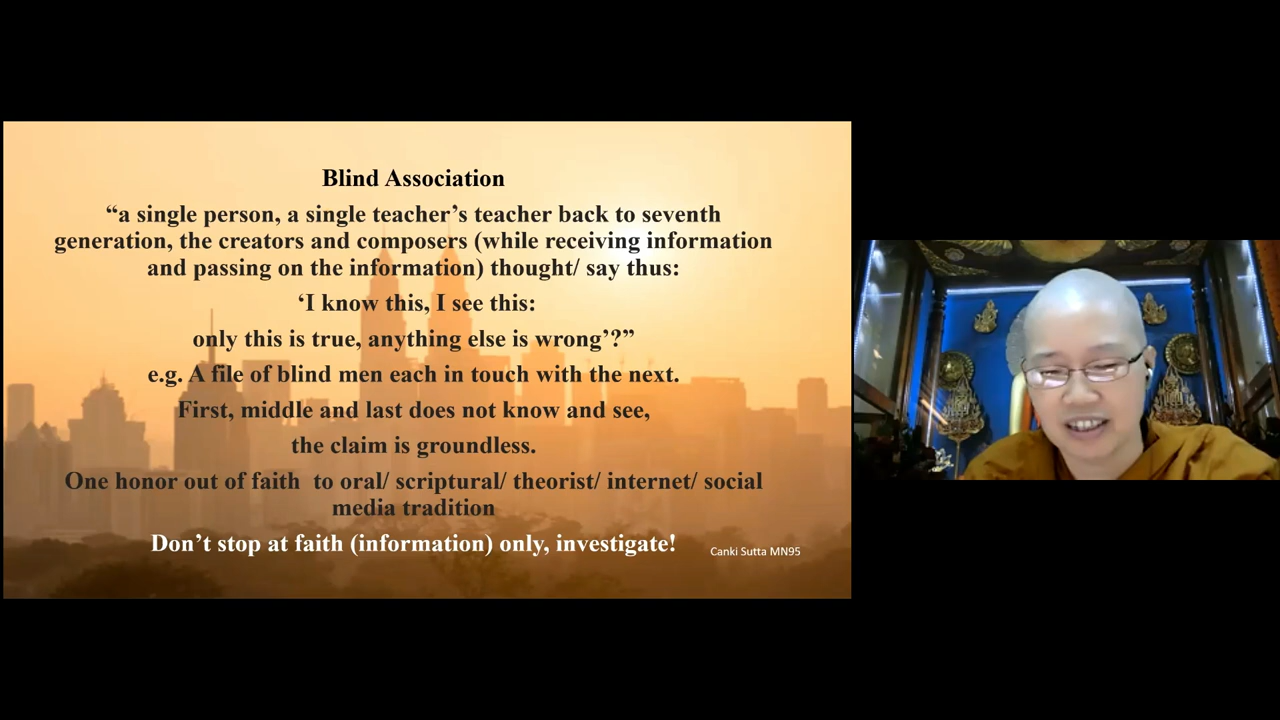 Blind Association
“a single person, a single teacher’s teacher back to seventh
generation, the creators and composers (while receiving information
and passing on the information) thought/ say thus:
‘I know this, I see this:
only this is true, anything else is wrong’?”
e.g. A file of blind men each in touch with the next.
First, middle and last does not know and see,
the claim is groundless.
One honor out of faith  to oral/ scriptural/ theorist/ internet/ social
media tradition
Don’t stop at faith (information) only, investigate!
Canki Sutta MN95